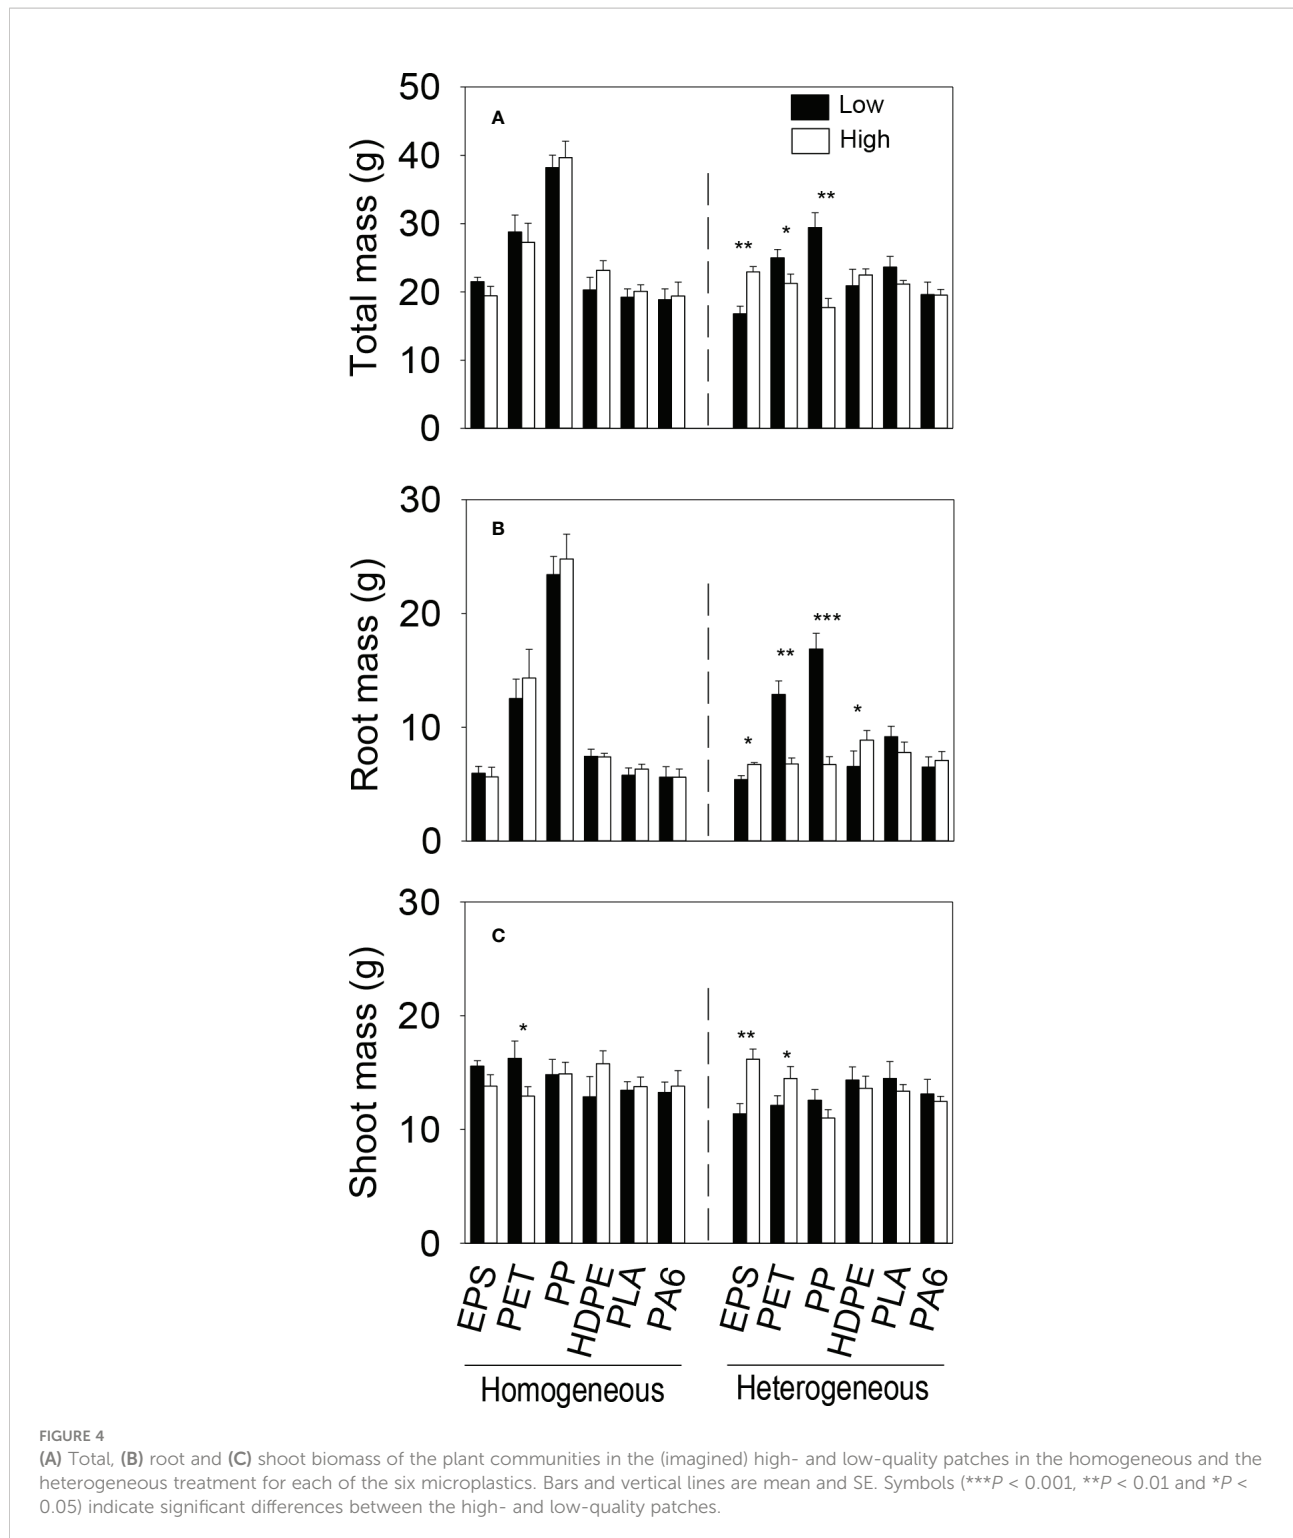 50
A
Low
High
40
30
20
10
0
Total mass (g)
**
*
**
30
B
20
10
0
Root mass (g)
*
**
***
*
30
C
20
10
0
Shoot mass (g)
*
**
*
EPS
PET
PP
HDPE
PLA
PA6
EPS
PET
PP
HDPE
PLA
PA6
Homogeneous
Heterogeneous
FIGURE 4
(A) Total, (B) root and (C) shoot biomass of the plant communities in the (imagined) high- and low-quality patches in the homogeneous and the
heterogeneous treatment for each of the six microplastics. Bars and vertical lines are mean and SE. Symbols (***P < 0.001, **P < 0.01 and *P <
0.05) indicate significant differences between the high- and low-quality patches.